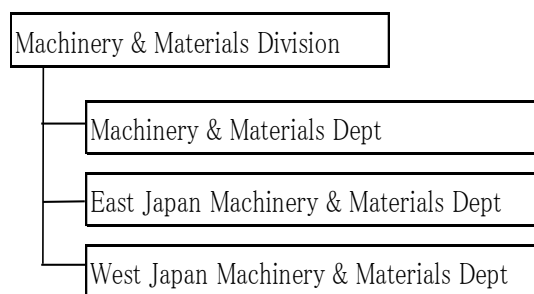 Machinery & Materials Division
Machinery & Materials Dept
East Japan Machinery & Materials Dept
West Japan Machinery & Materials Dept